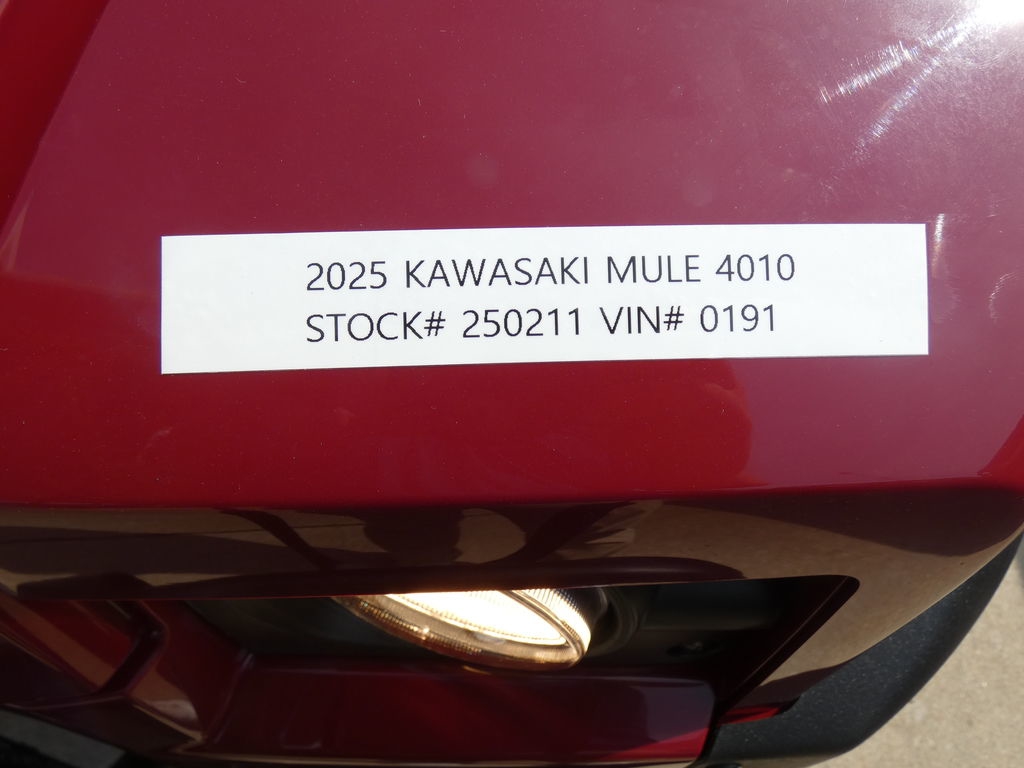 2025 KAWASAKI MULE 4010
STOCK# 250211 VIN# 0191